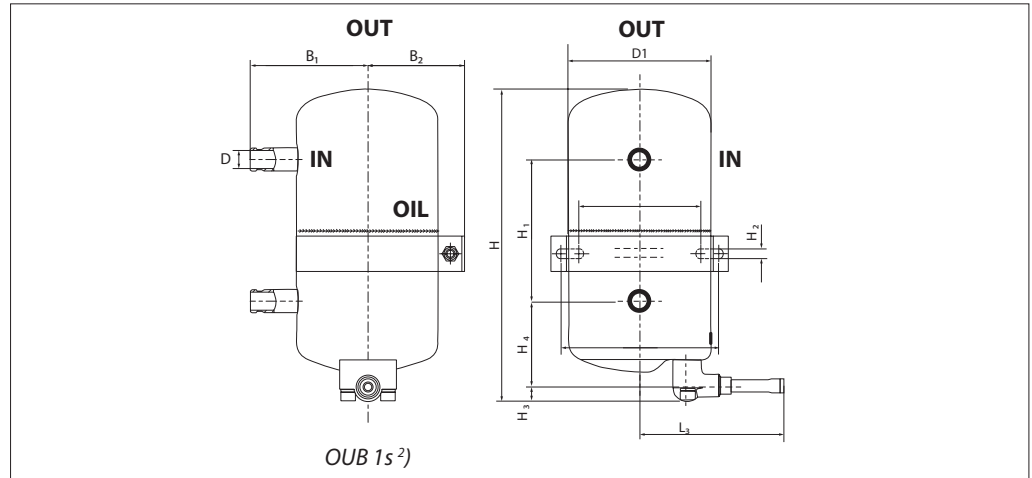 OUT
OUT
B₁
B₂
D1
D
IN
IN
OIL
H
H₁
H₂
H₄
H₃
L₃
OUB 1s ²)